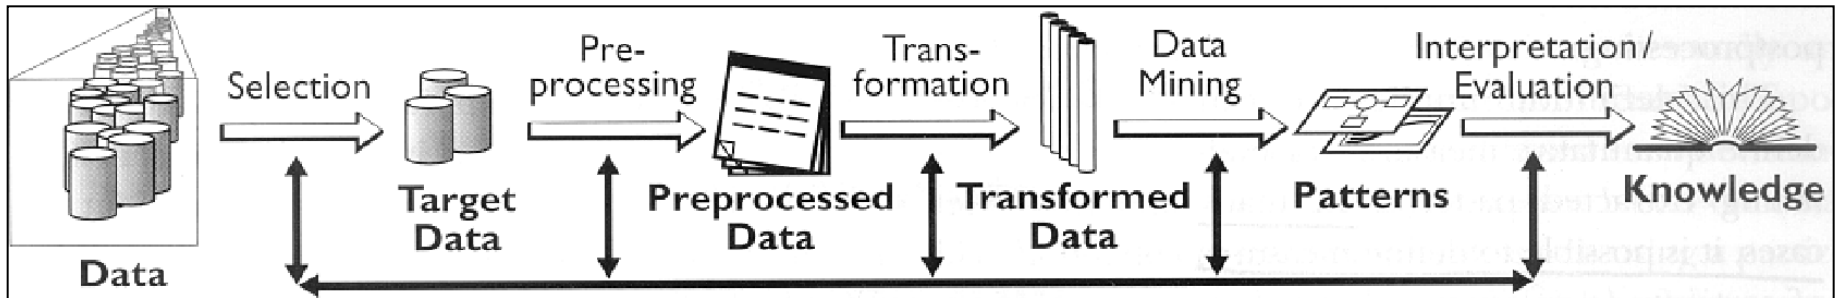 Selection
Pre-
processing
Trans-
formation
Data
Mining
Interpretation/
Evaluation
Data
Target
Data
Preprocessed
Data
Transformed
Data
Patterns
Knowledge